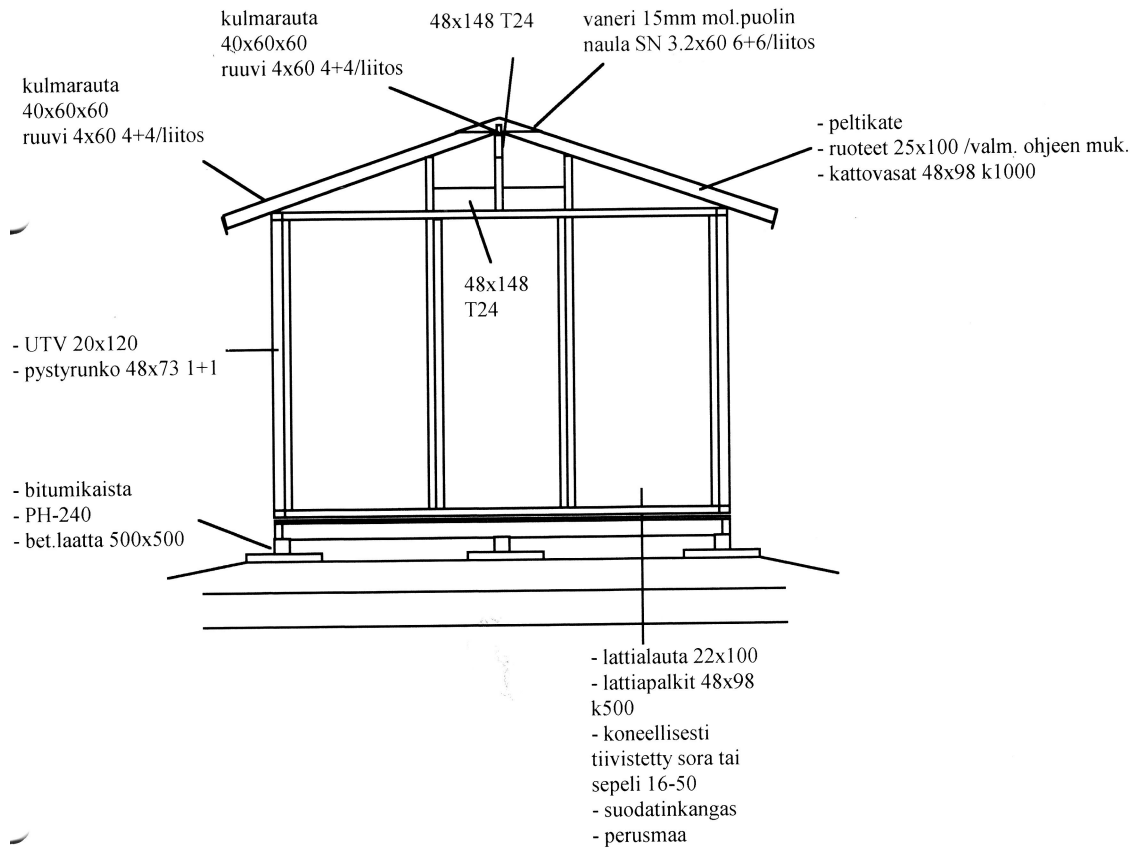 kulmarauta
40x60x60
ruuvi 4x60 4+4/liitos
kulmarauta
40x60x60
ruuvi 4x60 4+4/liitos
48x148 T24
vaneri 15mm mol.puolin
naula SN 3.2x60 6+6/liitos
- peltikate
- ruoteet 25x100 /valm. ohjeen muk.
- kattovasat 48x98 k1000
48x148
T24
- UTV 20x120
- pystyrunko 48x73 1+1
- bitumikaista
- PH-240
- bet.laatta 500x500
- lattialauta 22x100
- lattiapalkit 48x98
k500
- koneellisesti
tiivistetty sora tai
sepeli 16-50
- suodatinkangas
- perusmaa